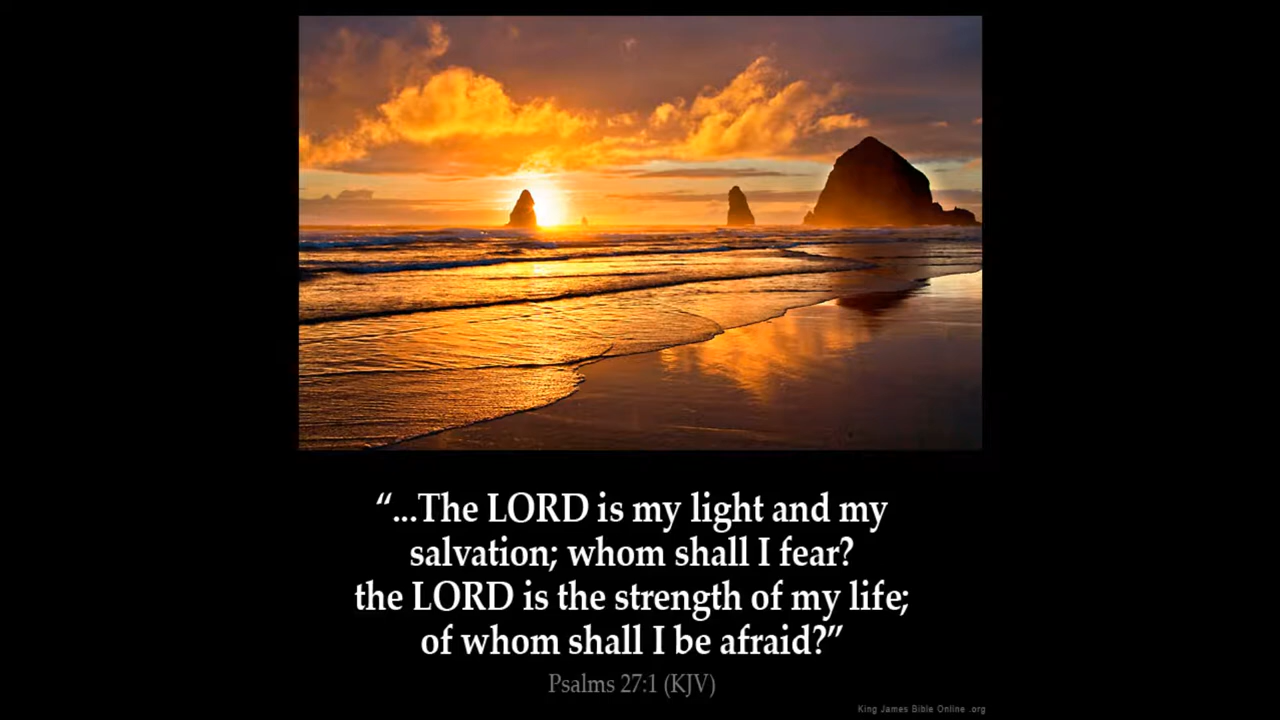 “...The LORD is my light and my
salvation; whom shall I fear?
the LORD is the strength of my life;
of whom shall I be afraid?”
Psalms 27:1 (KJV)
King James Bible Online .org